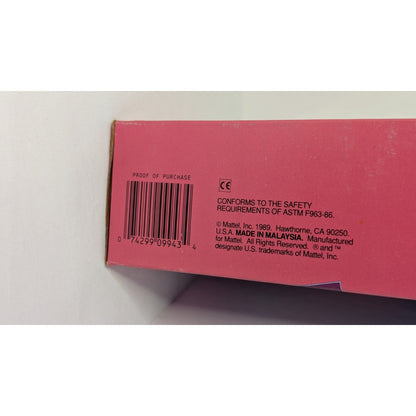 PROOF OF PURCHASE
0 74299 09943 4
CE
CONFORMS TO THE SAFETY
REQUIREMENTS OF ASTM F963-86.
© Mattel, Inc. 1989. Hawthorne, CA 90250.
U.S.A. MADE IN MALAYSIA. Manufactured
for Mattel. All Rights Reserved. ® and ™
designate U.S. trademarks of Mattel, Inc.